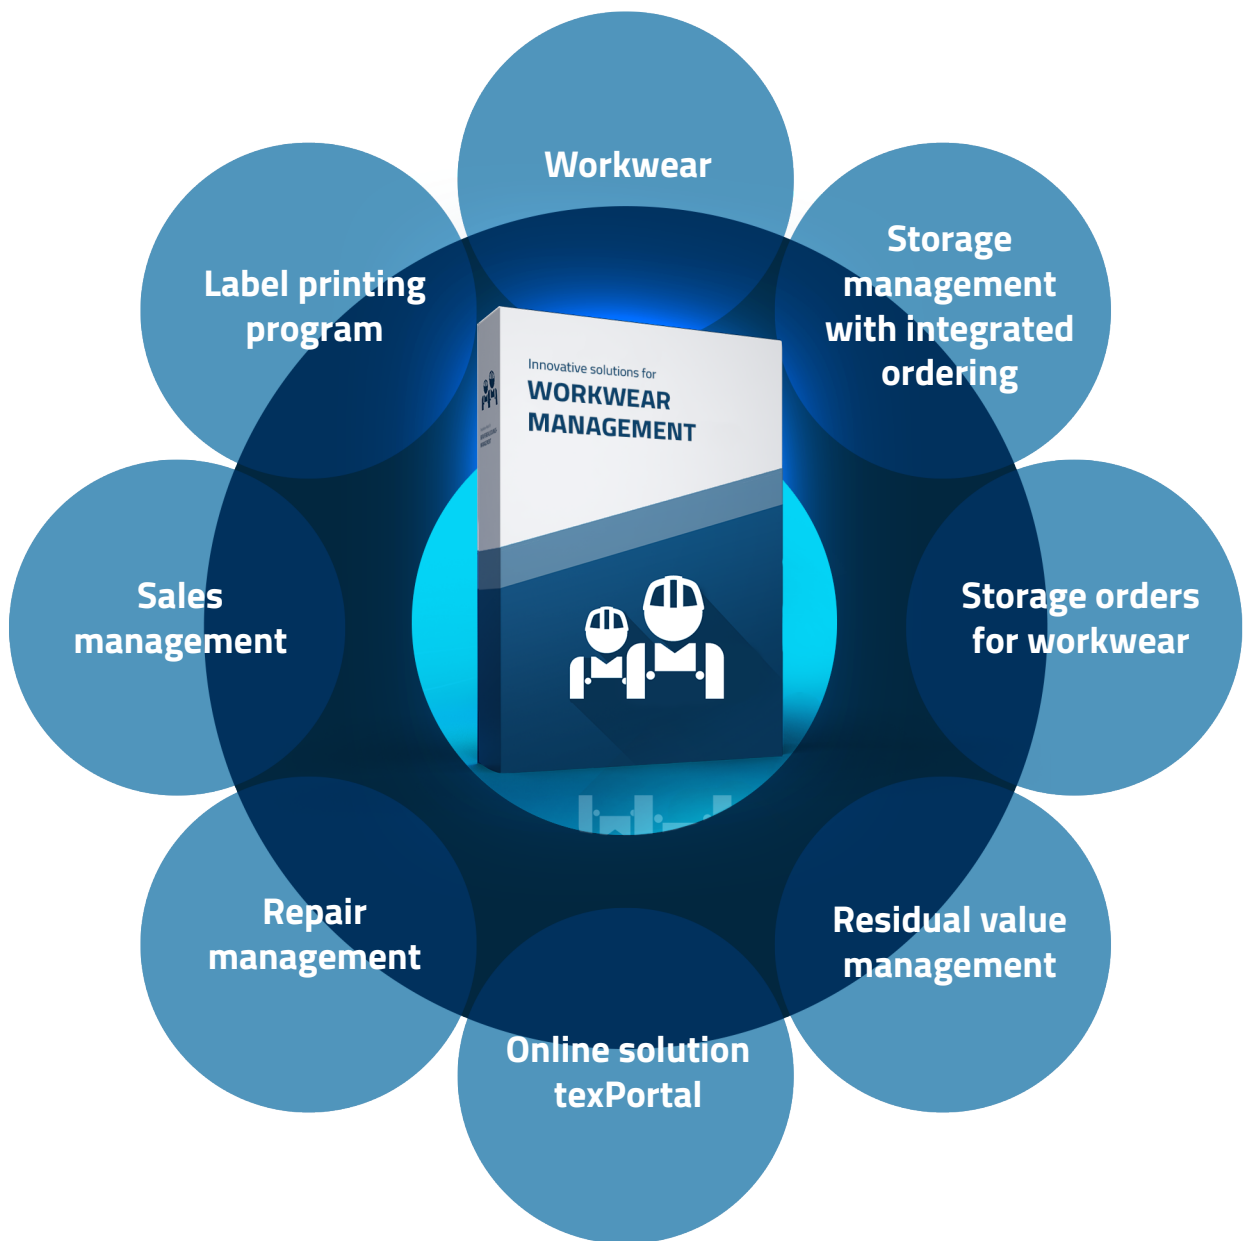 Workwear
Storage
management
with integrated
ordering
Label printing
program
Innovative solutions for
WORKWEAR
MANAGEMENT
Sales
management
Storage orders
for workwear
Repair
management
Residual value
management
Online solution
texPortal